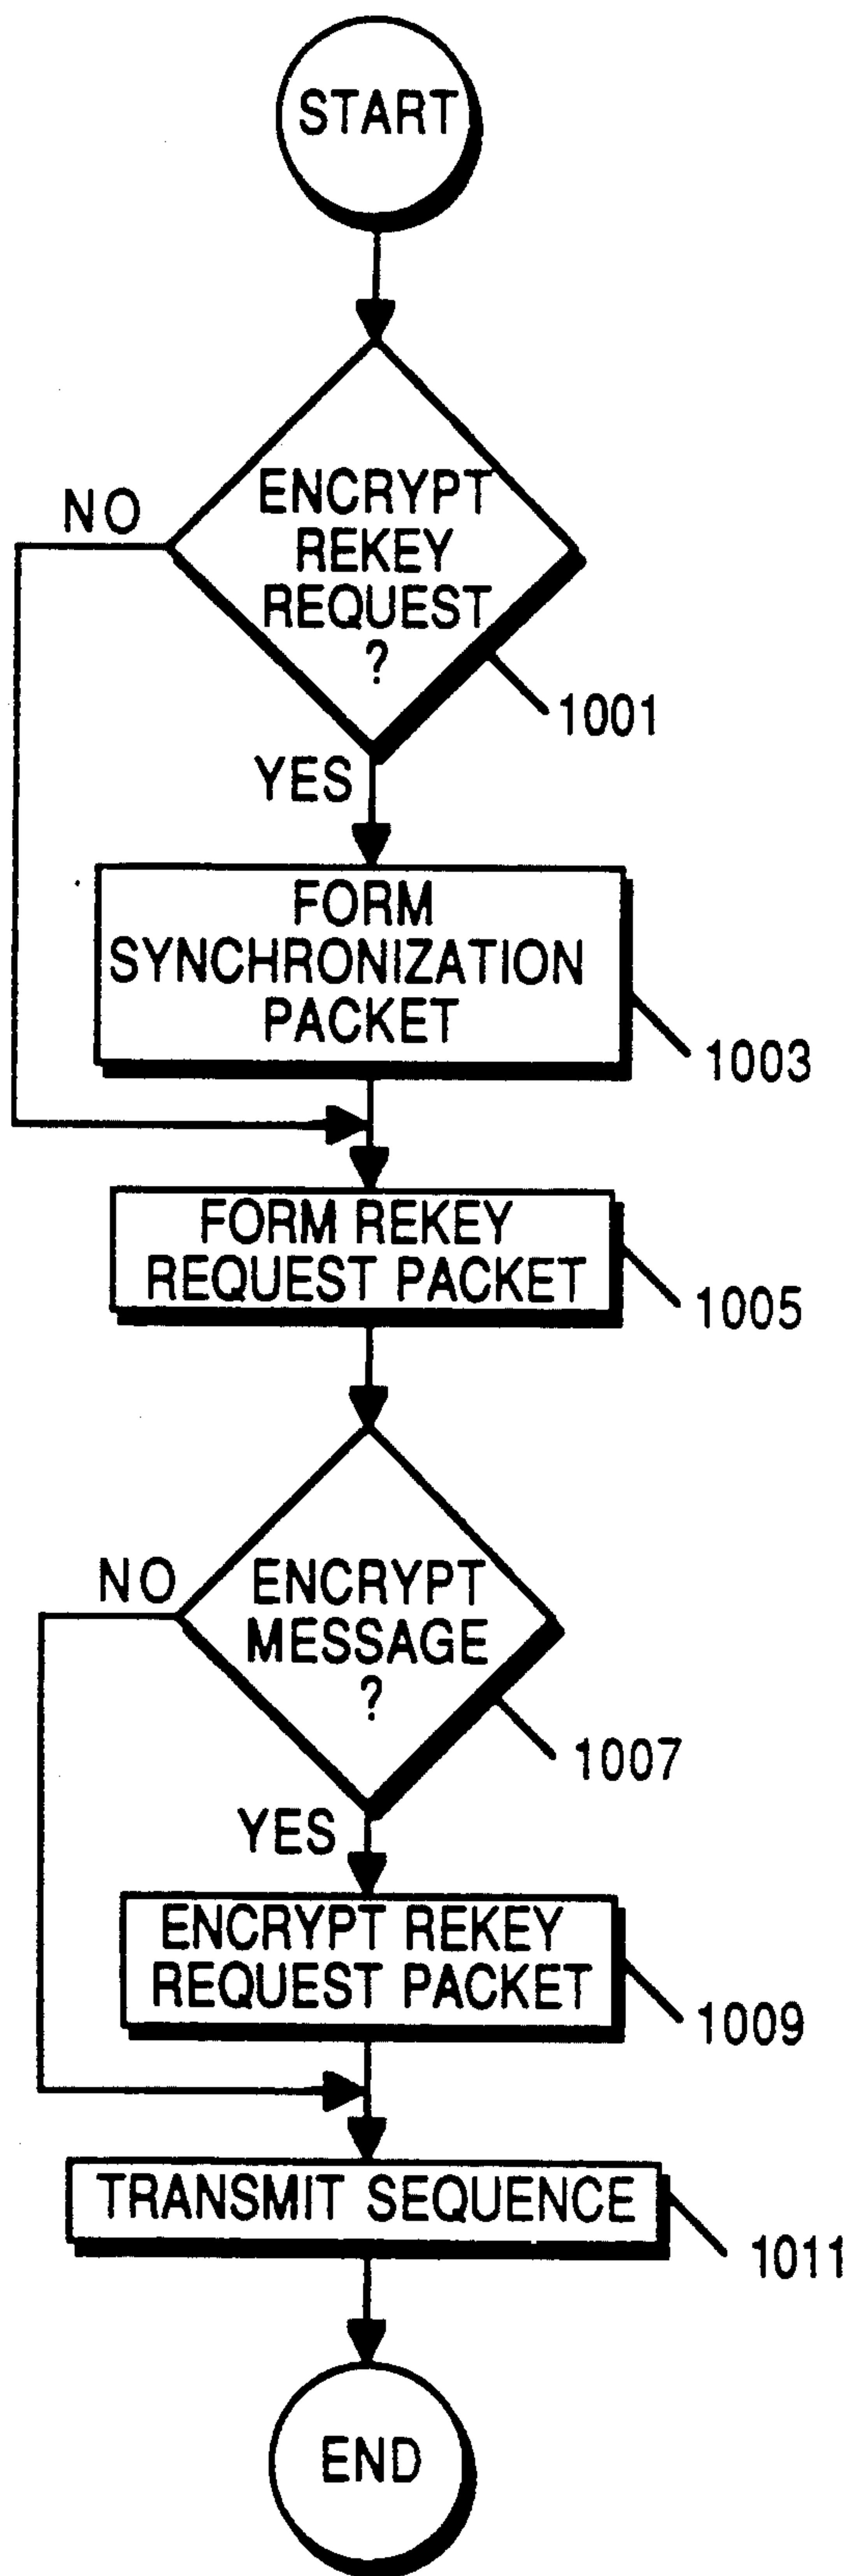 START
ENCRYPT
REKEY
REQUEST
?
NO
1001
YES
FORM
SYNCHRONIZATION
PACKET
1003
FORM REKEY
REQUEST PACKET
1005
NO
ENCRYPT
MESSAGE
?
1007
YES
ENCRYPT REKEY
REQUEST PACKET
1009
TRANSMIT SEQUENCE
1011
END